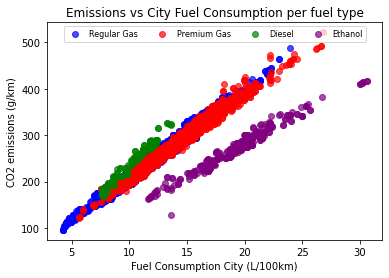 Emissions vs City Fuel Consumption per fuel type
Regular Gas Premium Gas Diesel Ethanol
500
400
300
200
100
CO2 emissions (g/km)
5 10 15 20 25 30
Fuel Consumption City (L/100km)